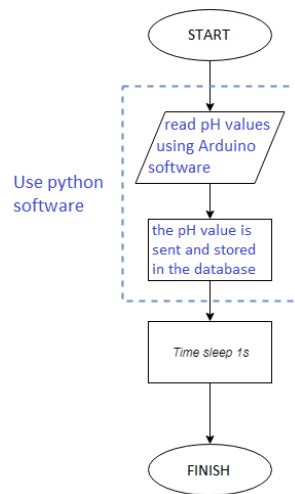 START
read pH values
using Arduino
software
Use python
software
the pH value is
sent and stored
in the database
Time sleep 1s
FINISH